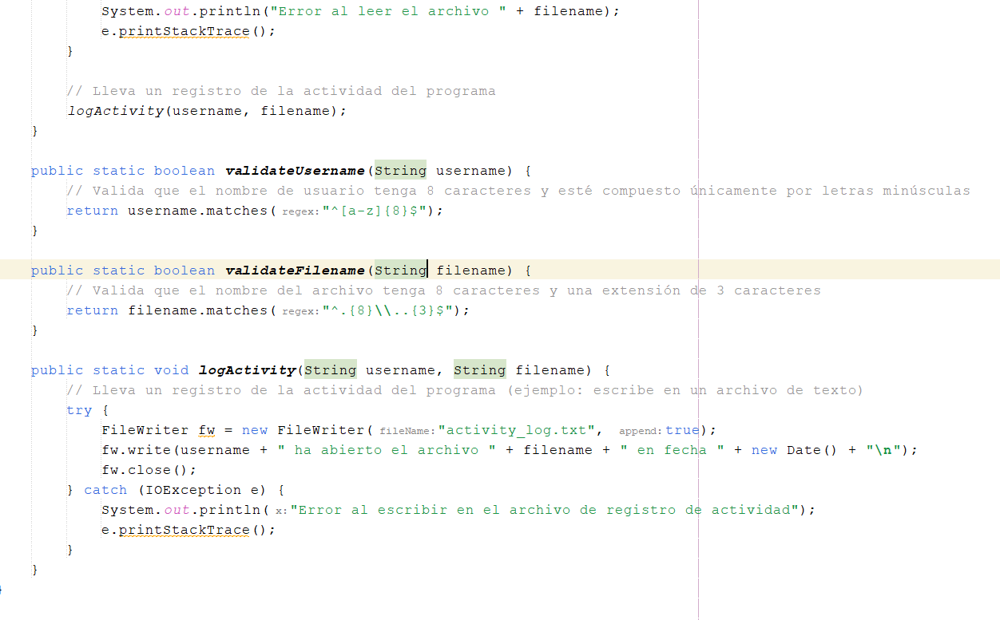 System.out.println("Error al leer el archivo " + filename);
e.printStackTrace();
}
// Lleva un registro de la actividad del programa
logActivity(username, filename);
}
public static boolean validateUsername(String username) {
// Valida que el nombre de usuario tenga 8 caracteres y esté compuesto únicamente por letras minúsculas
return username.matches( regex: "^[a-z]{8}$");
}
public static boolean validateFilename(String filename) {
// Valida que el nombre del archivo tenga 8 caracteres y una extensión de 3 caracteres
return filename.matches( regex: "^.{8}\\..{3}$");
}
public static void logActivity(String username, String filename) {
// Lleva un registro de la actividad del programa (ejemplo: escribe en un archivo de texto)
try {
FileWriter fw = new FileWriter( fileName: "activity_log.txt", append: true);
fw.write(username + " ha abierto el archivo " + filename + " en fecha " + new Date() + "\n");
fw.close();
} catch (IOException e) {
System.out.println( x: "Error al escribir en el archivo de registro de actividad");
e.printStackTrace();
}
}
}